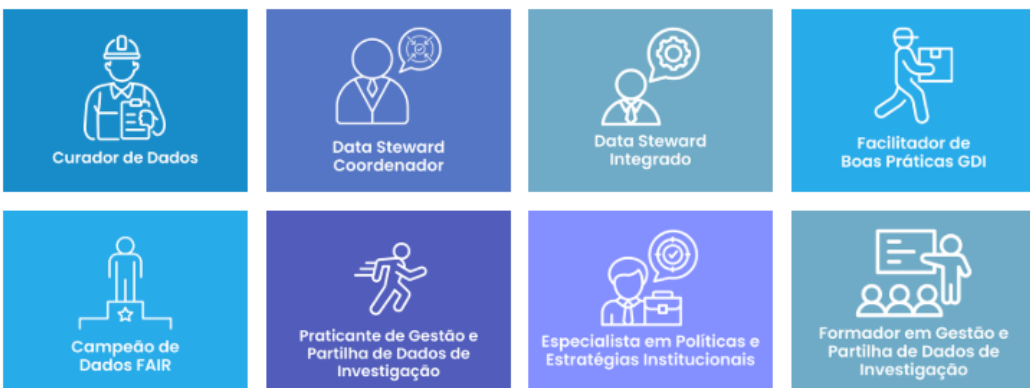 Curador de Dados
Data Steward
Coordenador
Data Steward
Integrado
Facilitador de
Boas Práticas GDI
Campeão de
Dados FAIR
Praticante de Gestão e
Partilha de Dados de
Investigação
Especialista em Políticas e
Estratégias Institucionais
Formador em Gestão e
Partilha de Dados de
Investigação